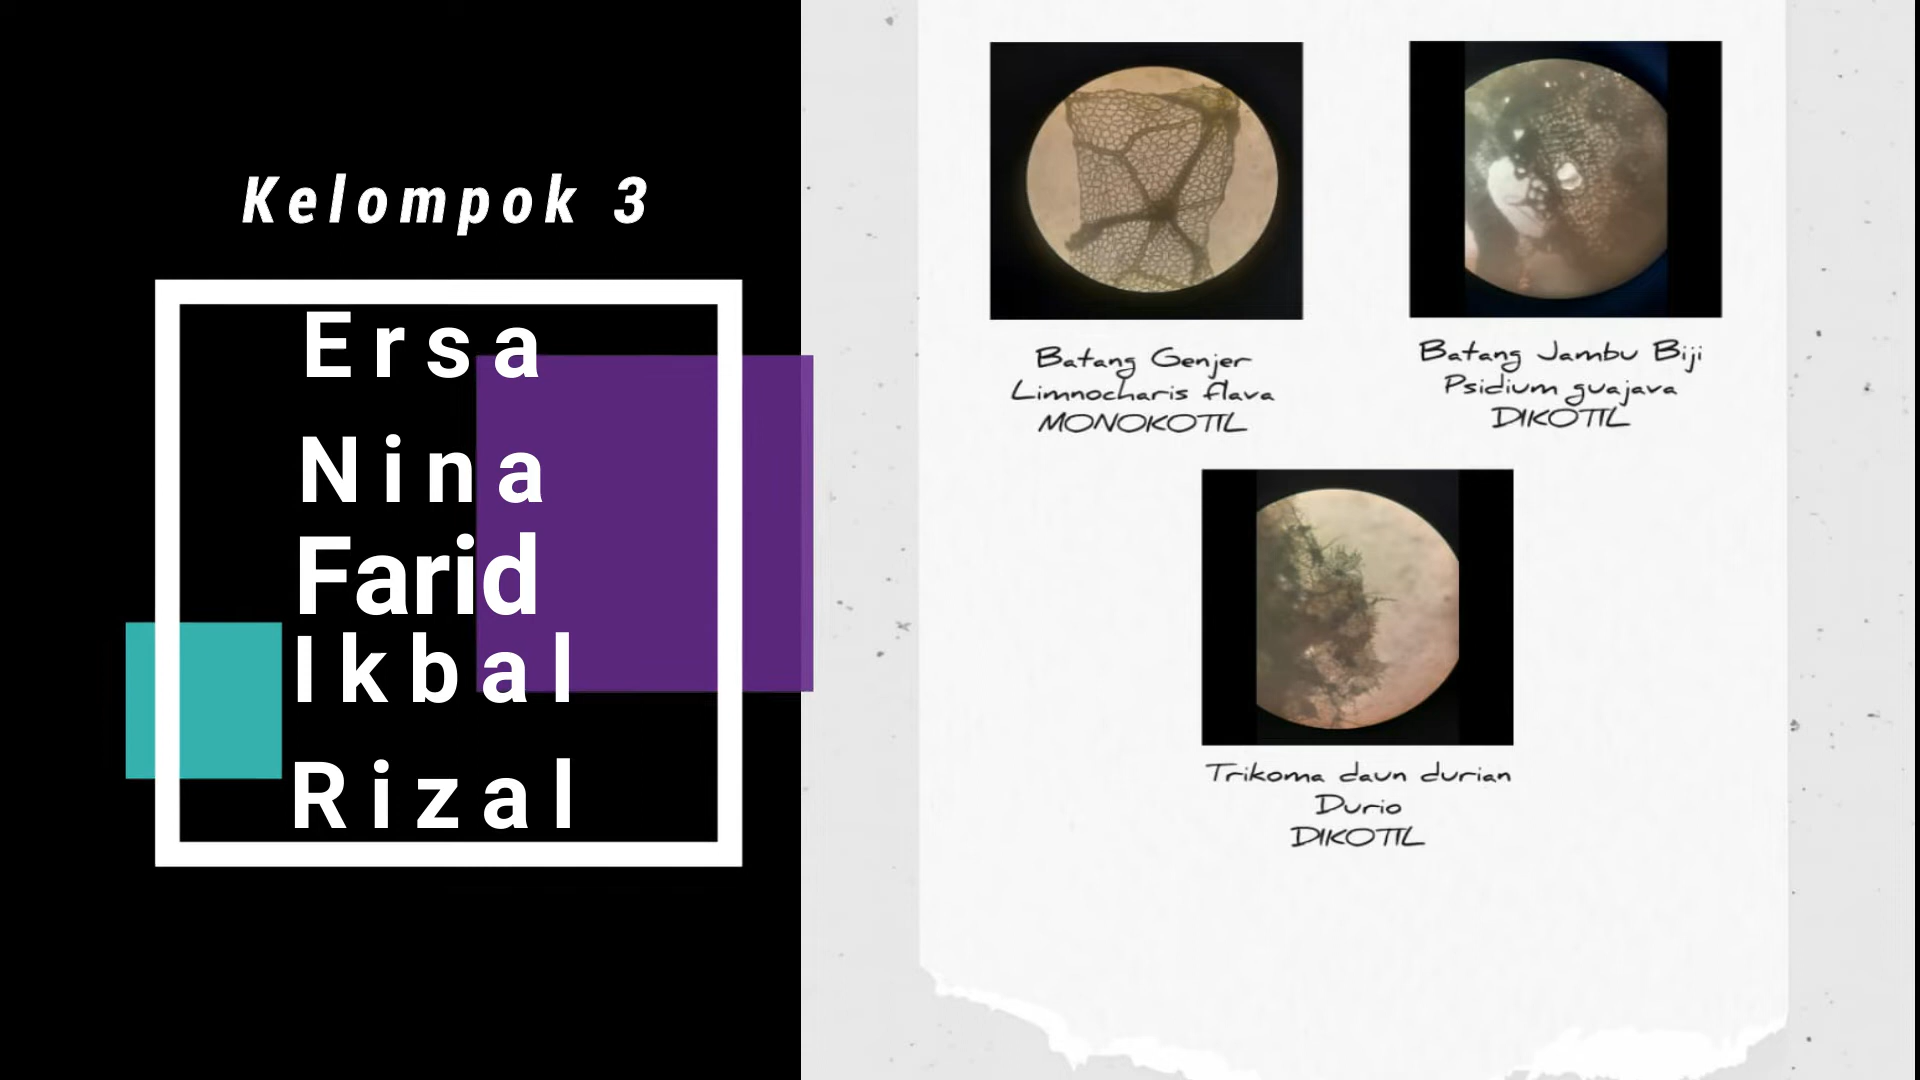 Kelompok 3
Ersa
Nina
Farid
Ikbal
Rizal
Batang Genjer
Limnocharis flava
MONOKOTIL
Batang Jambu Biji
Psidium guajava
DIKOTIL
Trikoma daun durian
Durio
DIKOTIL